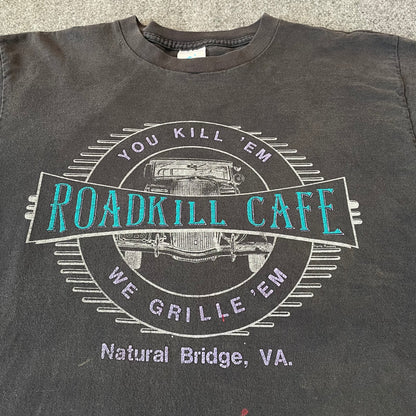 YOU KILL 'EM
ROADKILL CAFE
WE GRILLE 'EM
Natural Bridge, VA.